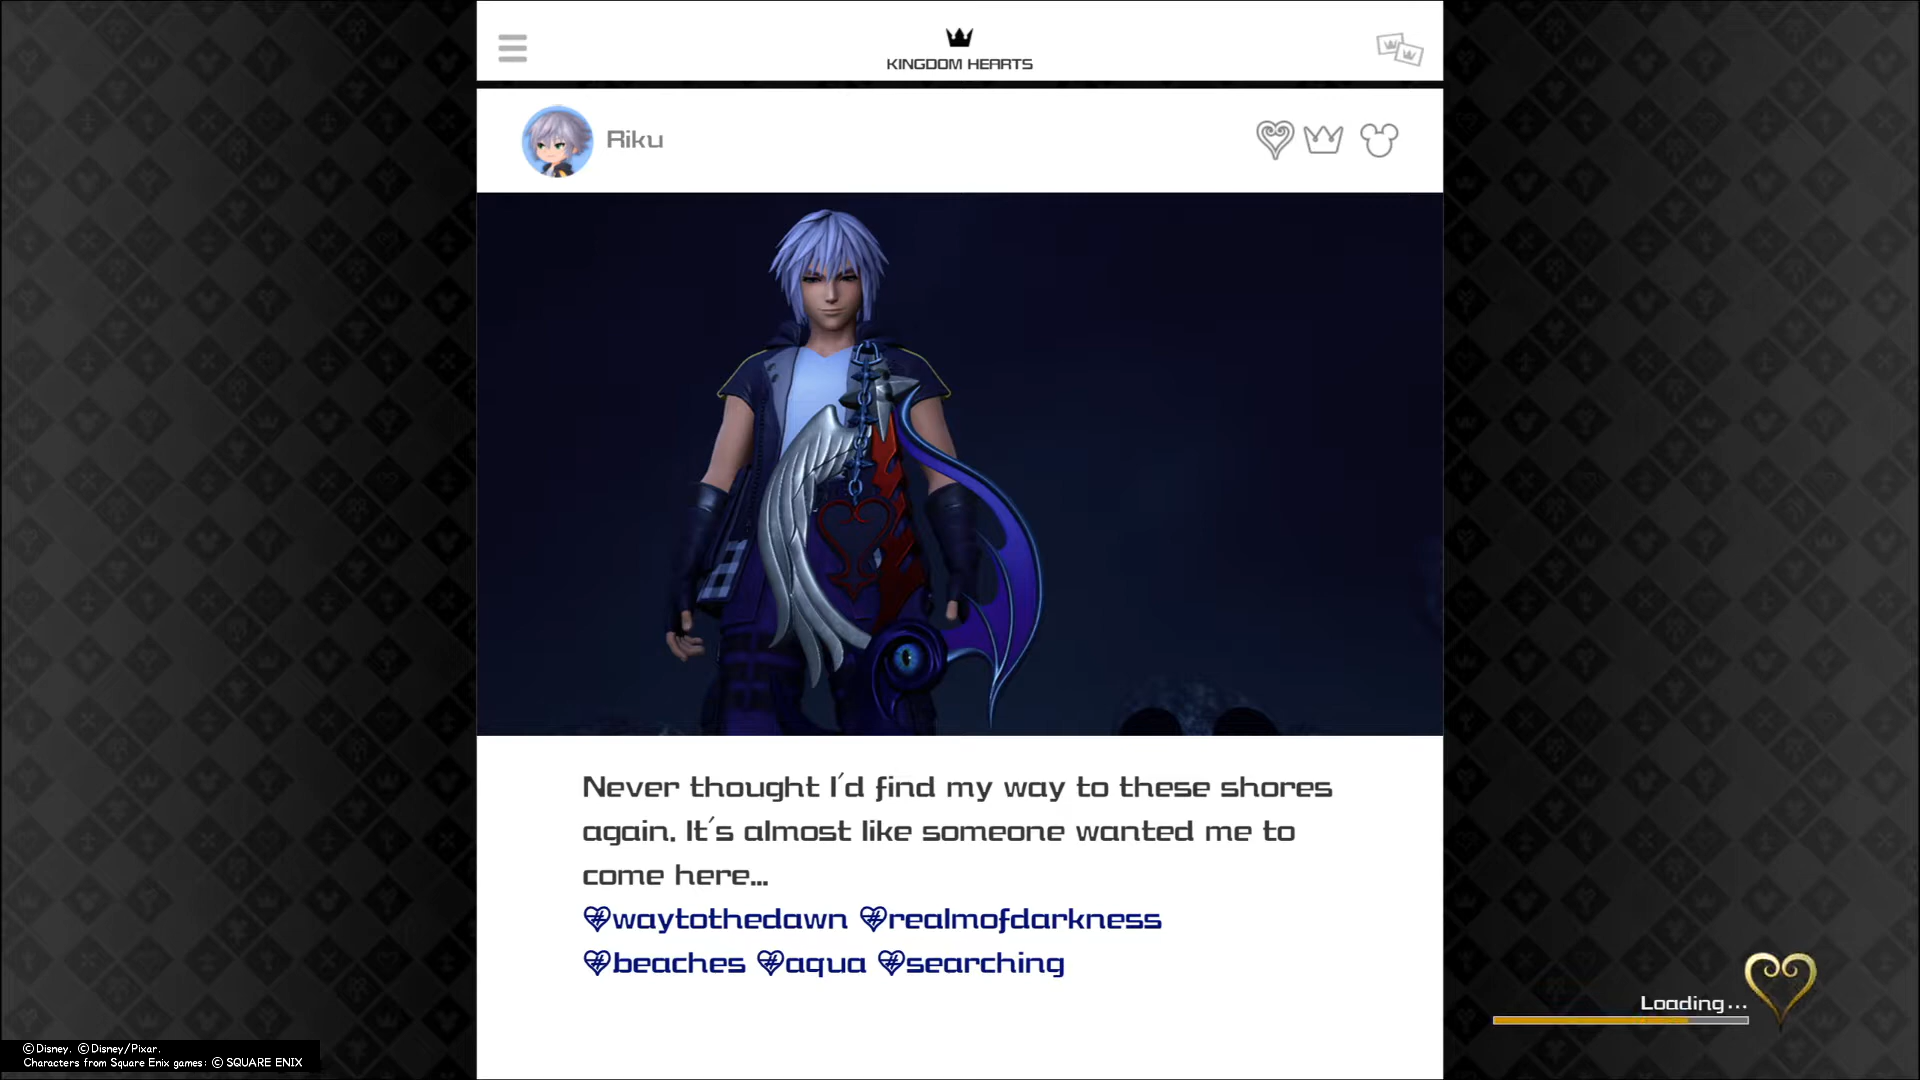 KINGDOM HEARTS
Riku
Never thought I'd find my way to these shores
again. It's almost like someone wanted me to
come here...
#waytothedawn #realmofdarkness
#beaches #aqua #searching
Loading...
©Disney. ©Disney/Pixar.
Characters from Square Enix games: © SQUARE ENIX